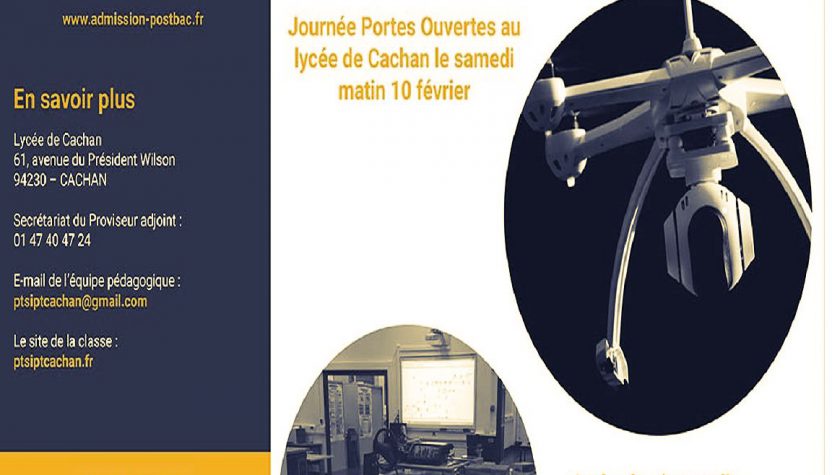 www.admission-postbac.fr
En savoir plus
Lycée de Cachan
61, avenue du Président Wilson
94230 – CACHAN
Secrétariat du Proviseur adjoint :
01 47 40 47 24
E-mail de l'équipe pédagogique :
ptsiptcachan@gmail.com
Le site de la classe :
ptsiptcachan.fr
Journée Portes Ouvertes au
lycée de Cachan le samedi
matin 10 février